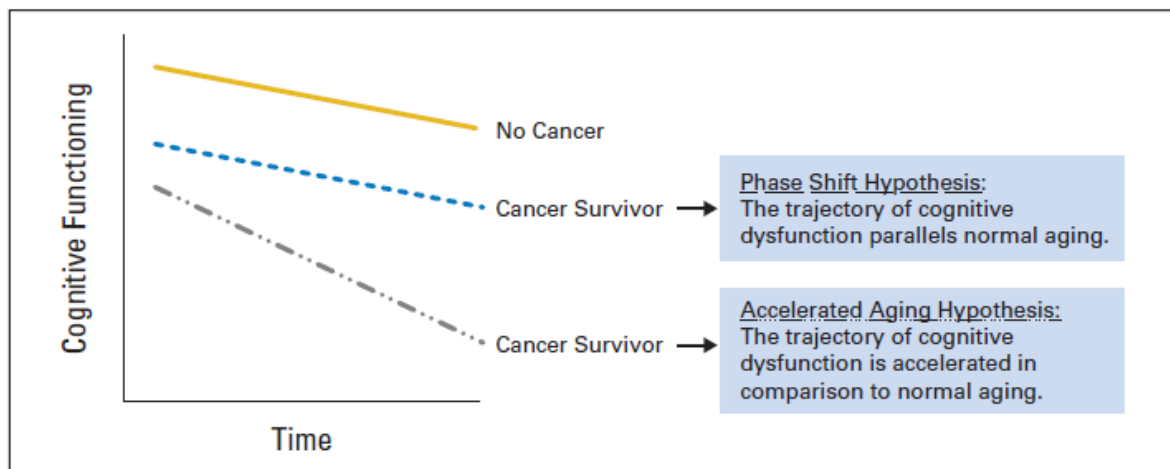 Cognitive Functioning
No Cancer
Cancer Survivor
Phase Shift Hypothesis:
The trajectory of cognitive
dysfunction parallels normal aging.
Cancer Survivor
Accelerated Aging Hypothesis:
The trajectory of cognitive
dysfunction is accelerated in
comparison to normal aging.
Time